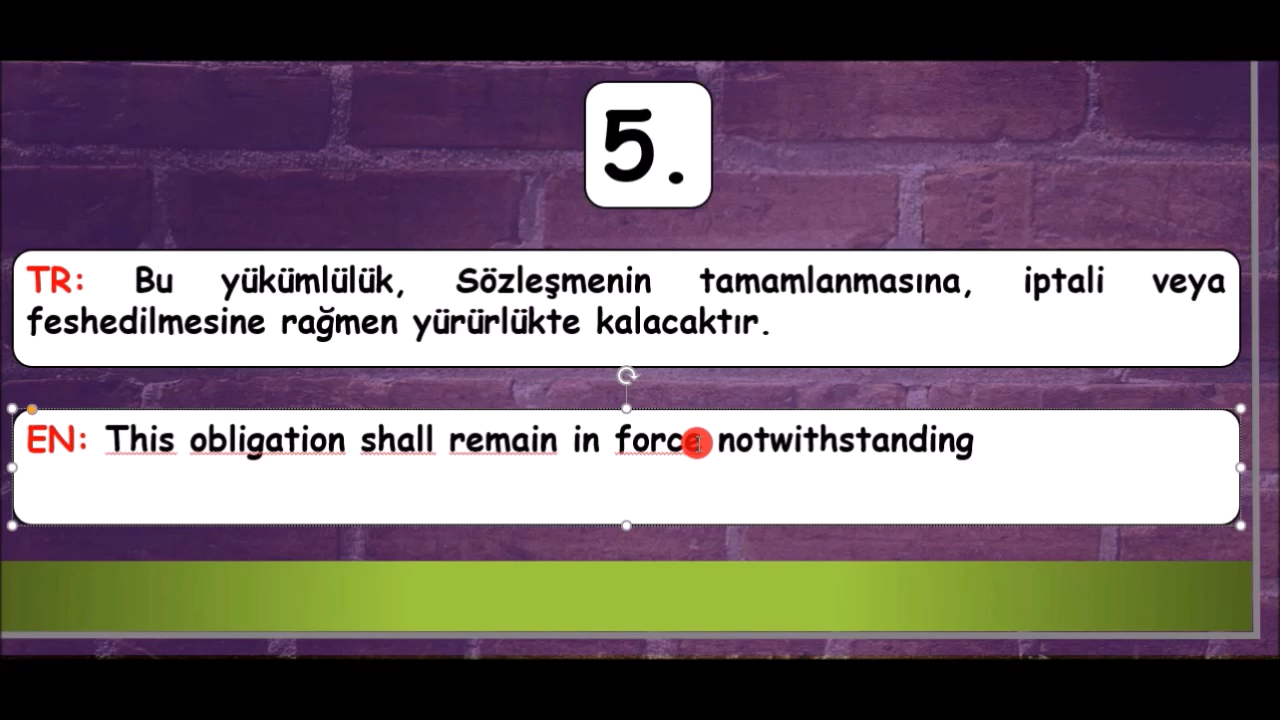 5.
TR: Bu yükümlülük, Sözleşmenin tamamlanmasına, iptali veya
feshedilmesine rağmen yürürlükte kalacaktır.
EN: This obligation shall remain in force notwithstanding